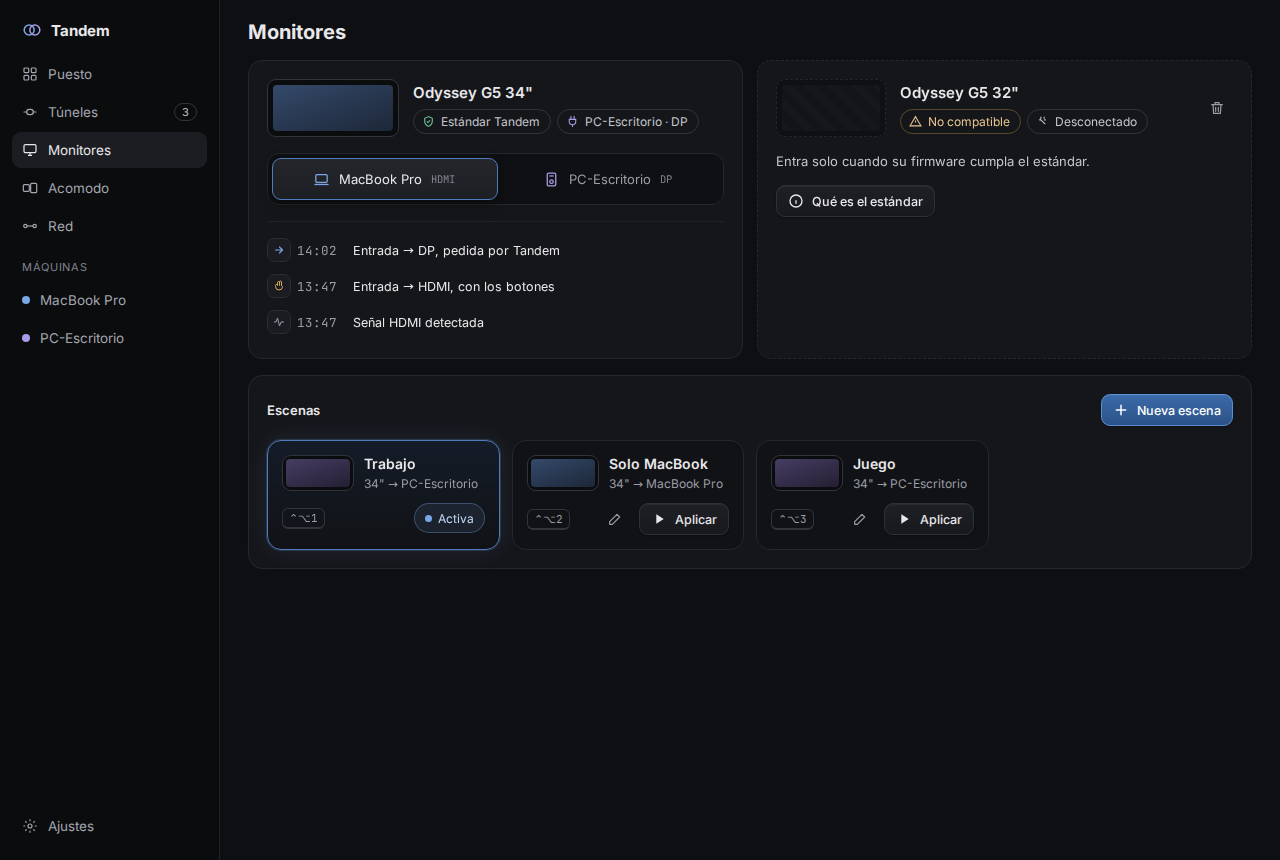 Tandem
Puesto
Túneles 3
Monitores
Acomodo
Red
MÁQUINAS
MacBook Pro
PC-Escritorio
Ajustes
Monitores
Odyssey G5 34"
Estándar Tandem
PC-Escritorio · DP
MacBook Pro HDMI
PC-Escritorio DP
14:02 Entrada → DP, pedida por Tandem
13:47 Entrada → HDMI, con los botones
13:47 Señal HDMI detectada
Odyssey G5 32"
No compatible
Desconectado
Entra solo cuando su firmware cumpla el estándar.
Qué es el estándar
Escenas
Nueva escena
Trabajo
34" → PC-Escritorio
⌃⌥1
Activa
Solo MacBook
34" → MacBook Pro
⌃⌥2
Aplicar
Juego
34" → PC-Escritorio
⌃⌥3
Aplicar